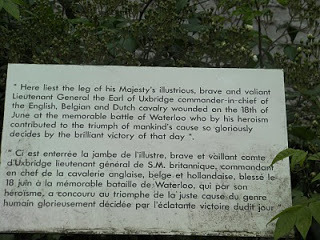 " Here liest the leg of his Majesty's illustrious, brave and valiant
Lieutenant General the Earl of Uxbridge commander-in-chief of
the English, Belgian and Dutch cavalry wounded on the 18th of
June at the memorable battle of Waterloo who by his heroism
contributed to the triumph of mankind's cause so gloriously
decides by the brilliant victory of that day ".
" Ci est enterrée la jambe de l'illustre, brave et vaillant comte
d'Uxbridge lieutenant général de S.M. britannique, commandant
en chef de la cavalerie anglaise, belge et hollandaise, blessé le
18 juin à la mémorable bataille de Waterloo, qui par son
héroïsme, a concouru au triomphe de la juste cause du genre
humain glorieusement décidée par l'éclatante victoire dudit jour "